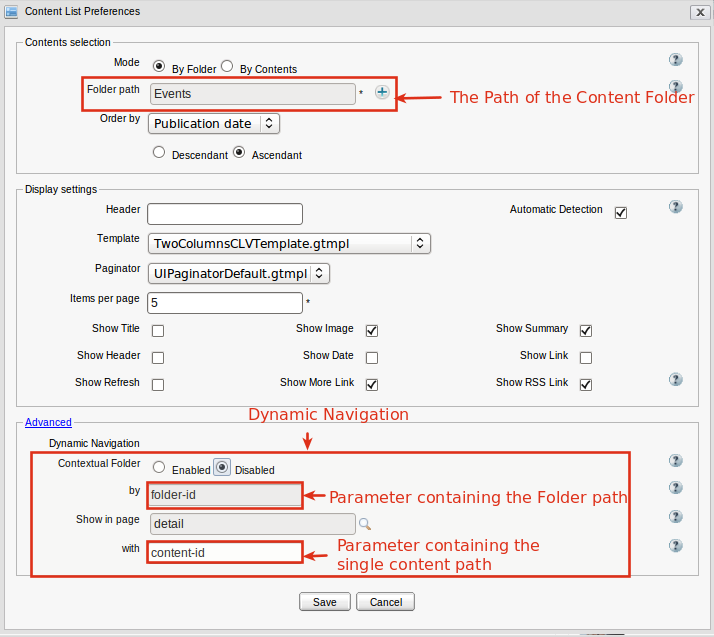 Content List Preferences
Contents selection
Mode By Folder By Contents
Folder path Events * The Path of the Content Folder
Order by Publication date
Descendant Ascendant
Display settings
Header Automatic Detection
Template TwoColumnsCLVTemplate.gtmpl
Paginator UIPaginatorDefault.gtmpl
Items per page 5 *
Show Title Show Image Show Summary
Show Header Show Date Show Link
Show Refresh Show More Link Show RSS Link
Advanced
Dynamic Navigation
Dynamic Navigation
Contextual Folder Enabled Disabled
by folder-id Parameter containing the Folder path
Show in page detail
with content-id Parameter containing the
single content path
Save Cancel